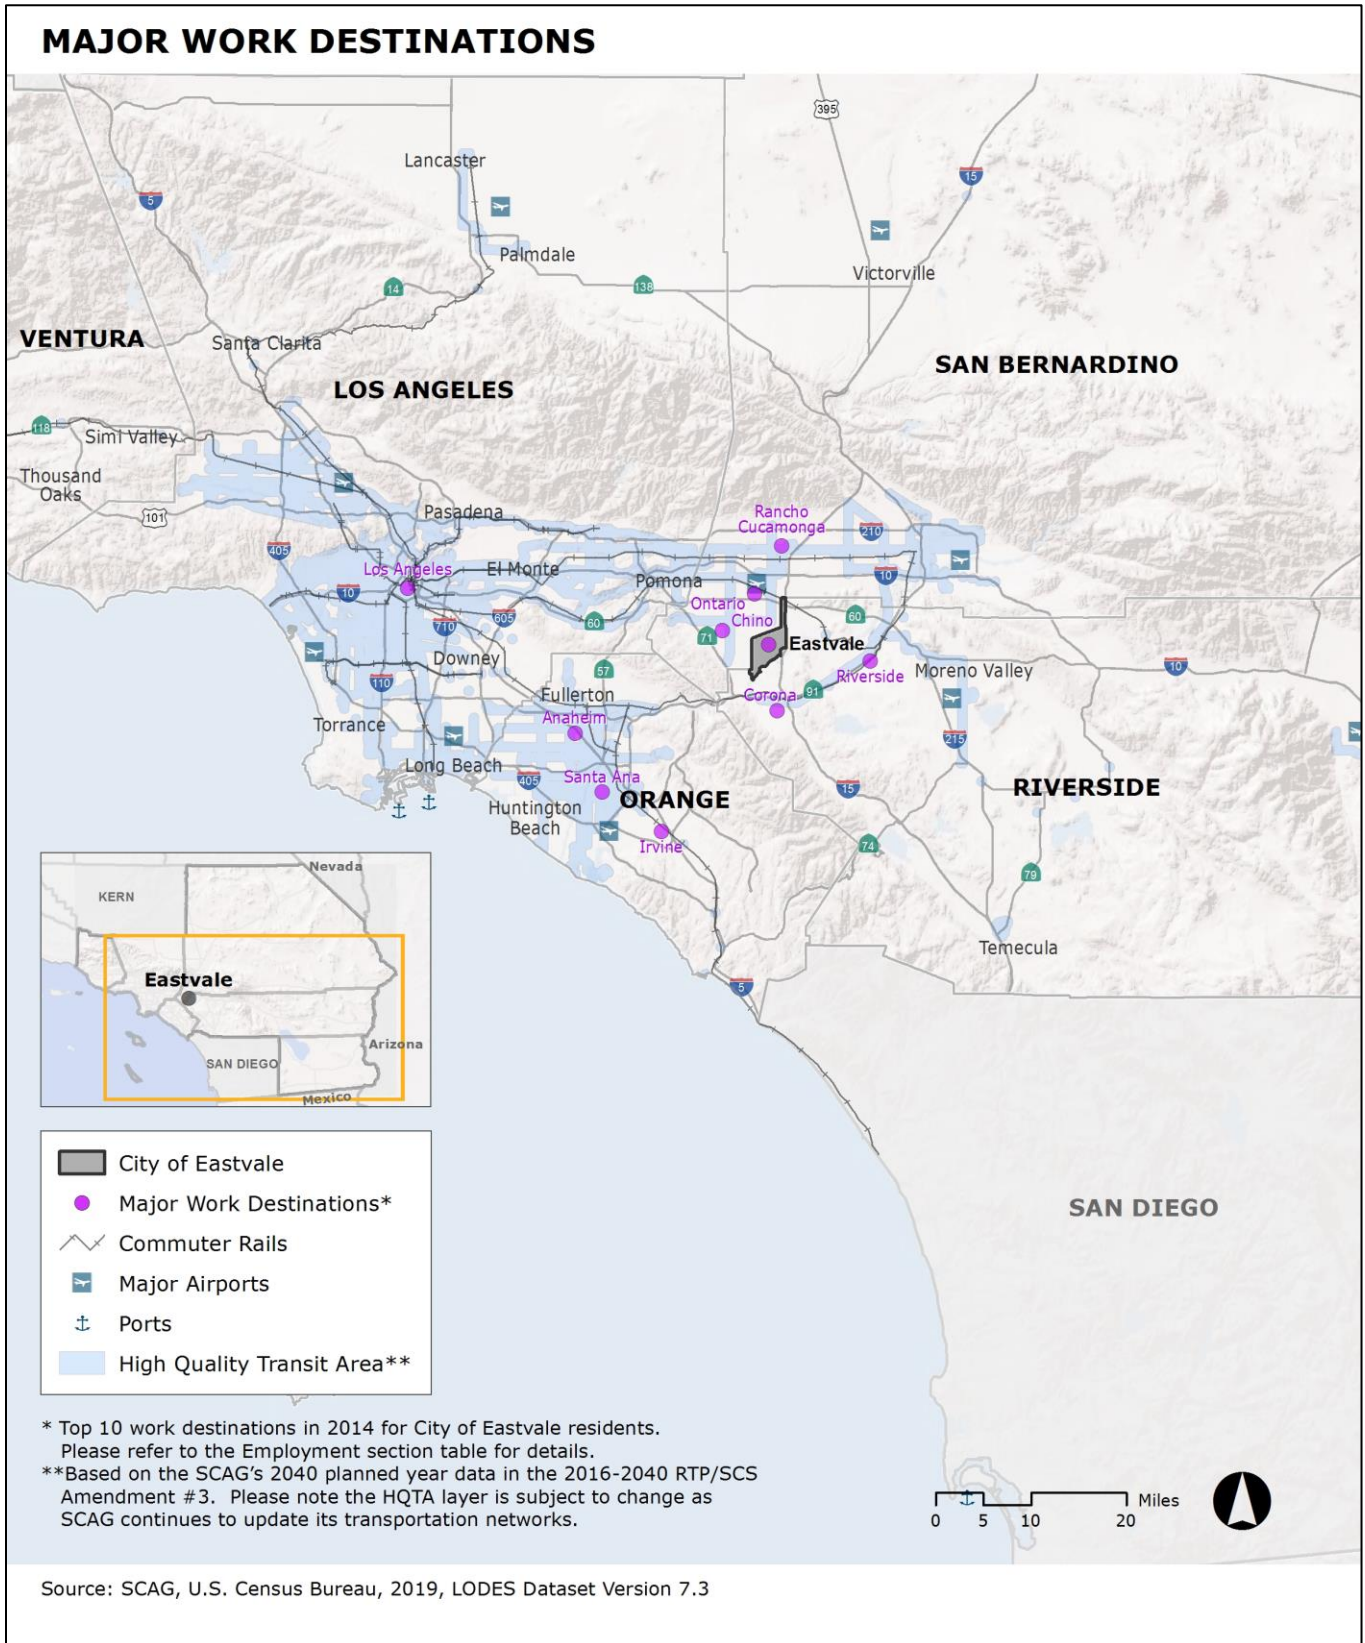 MAJOR WORK DESTINATIONS
395
Lancaster
15
5
Palmdale
Victorville
14
138
VENTURA
Santa Clarita
SAN BERNARDINO
LOS ANGELES
118
Simi Valley
Thousand
Oaks
101
Pasadena
Rancho
Cucamonga
210
405
Los Angeles
El Monte
Pomona
10
10
Ontario
605
710
60
Chino
71
60
Eastvale
Downey
57
Riverside
Moreno Valley
10
110
Fullerton
Corona
91
Torrance
Anaheim
215
Long Beach
405
Santa Ana
ORANGE
15
RIVERSIDE
Huntington
Beach
Irvine
74
79
Temecula
5
Nevada
KERN
Eastvale
SAN DIEGO
Arizona
Mexico
City of Eastvale
Major Work Destinations*
Commuter Rails
Major Airports
Ports
High Quality Transit Area**
SAN DIEGO
* Top 10 work destinations in 2014 for City of Eastvale residents.
Please refer to the Employment section table for details.
**Based on the SCAG's 2040 planned year data in the 2016-2040 RTP/SCS
Amendment #3. Please note the HQTA layer is subject to change as
SCAG continues to update its transportation networks.
Miles
0 5 10 20
Source: SCAG, U.S. Census Bureau, 2019, LODES Dataset Version 7.3